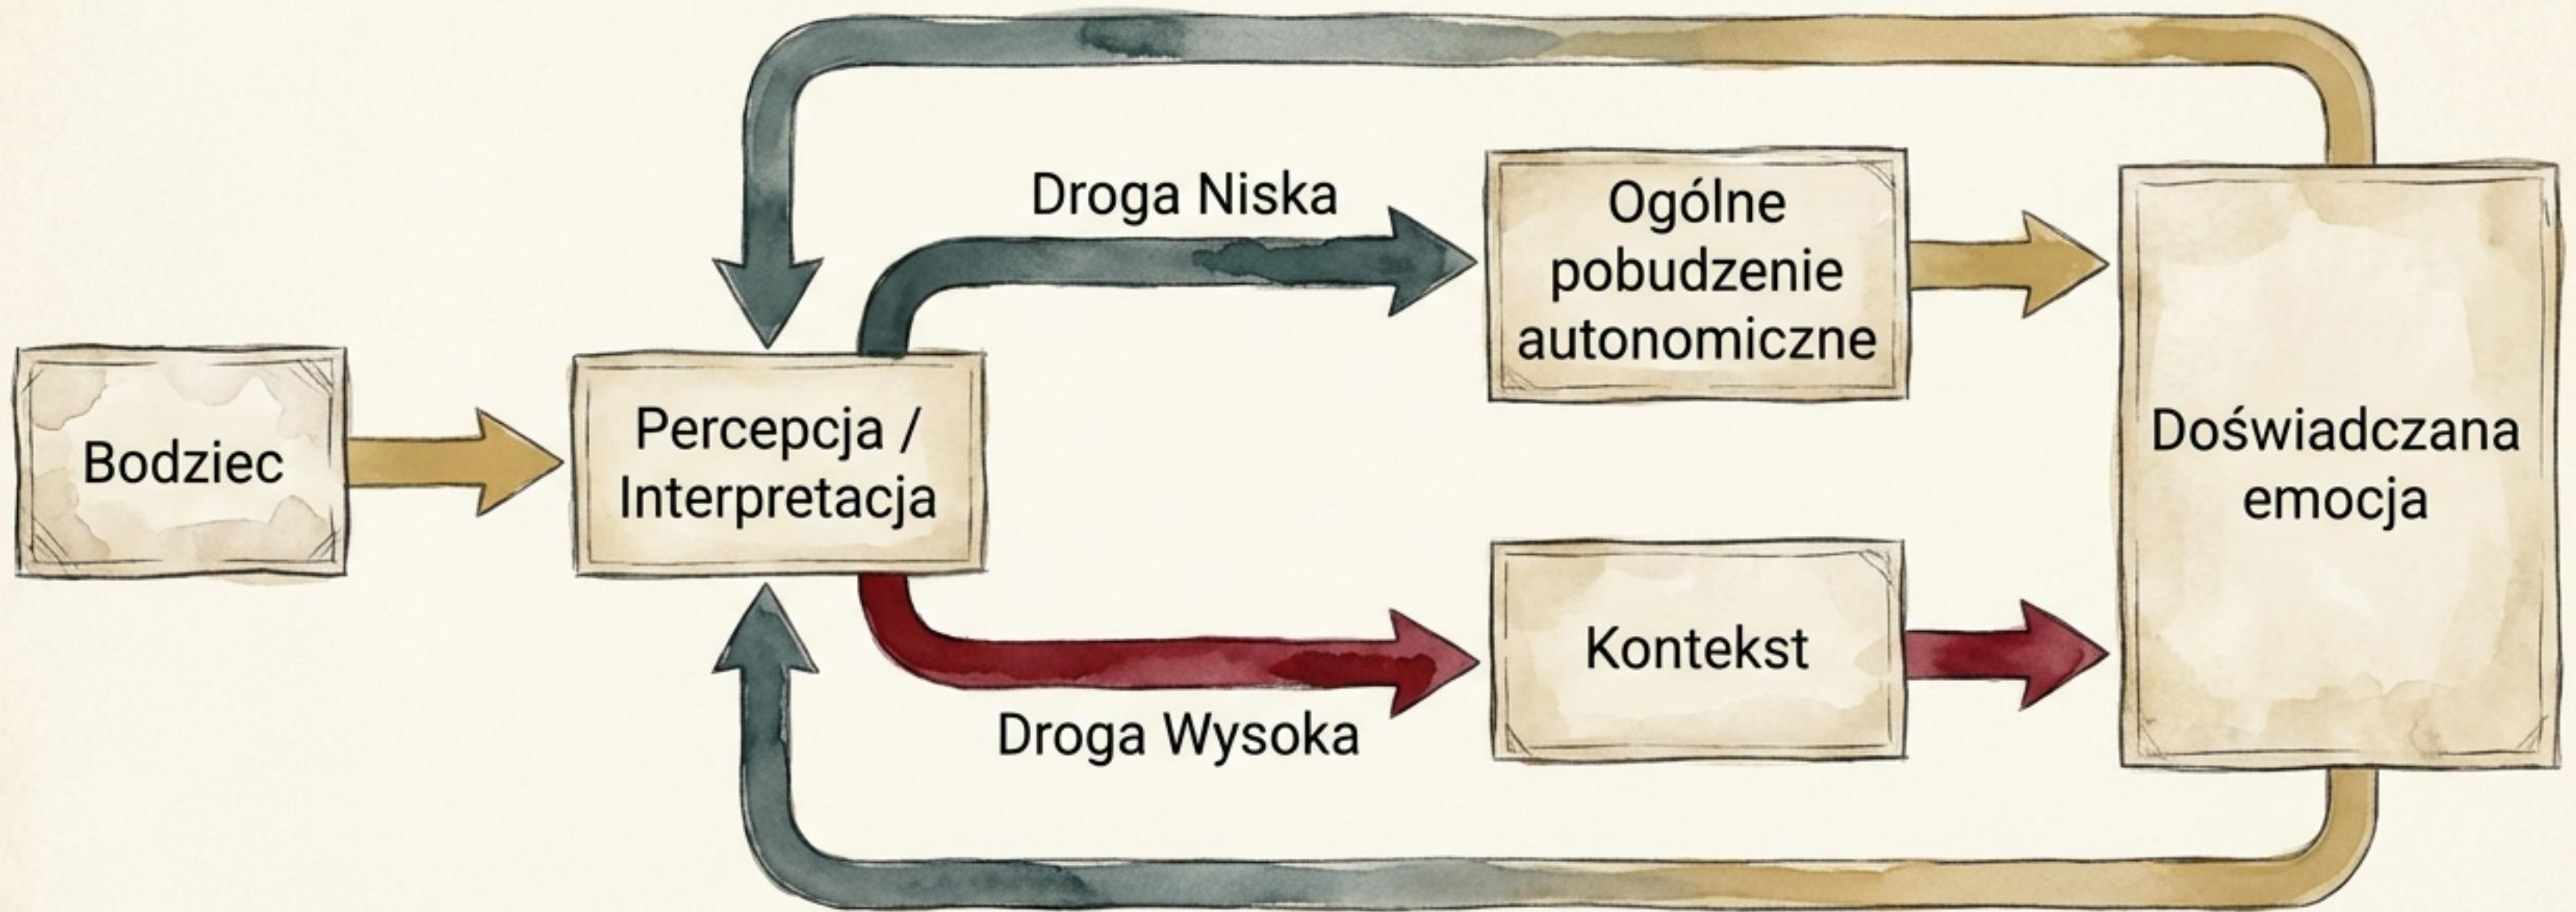 Bodziec
Percepcja /
Interpretacja
Droga Niska
Ogólne
pobudzenie
autonomiczne
Droga Wysoka
Kontekst
Doświadczana
emocja